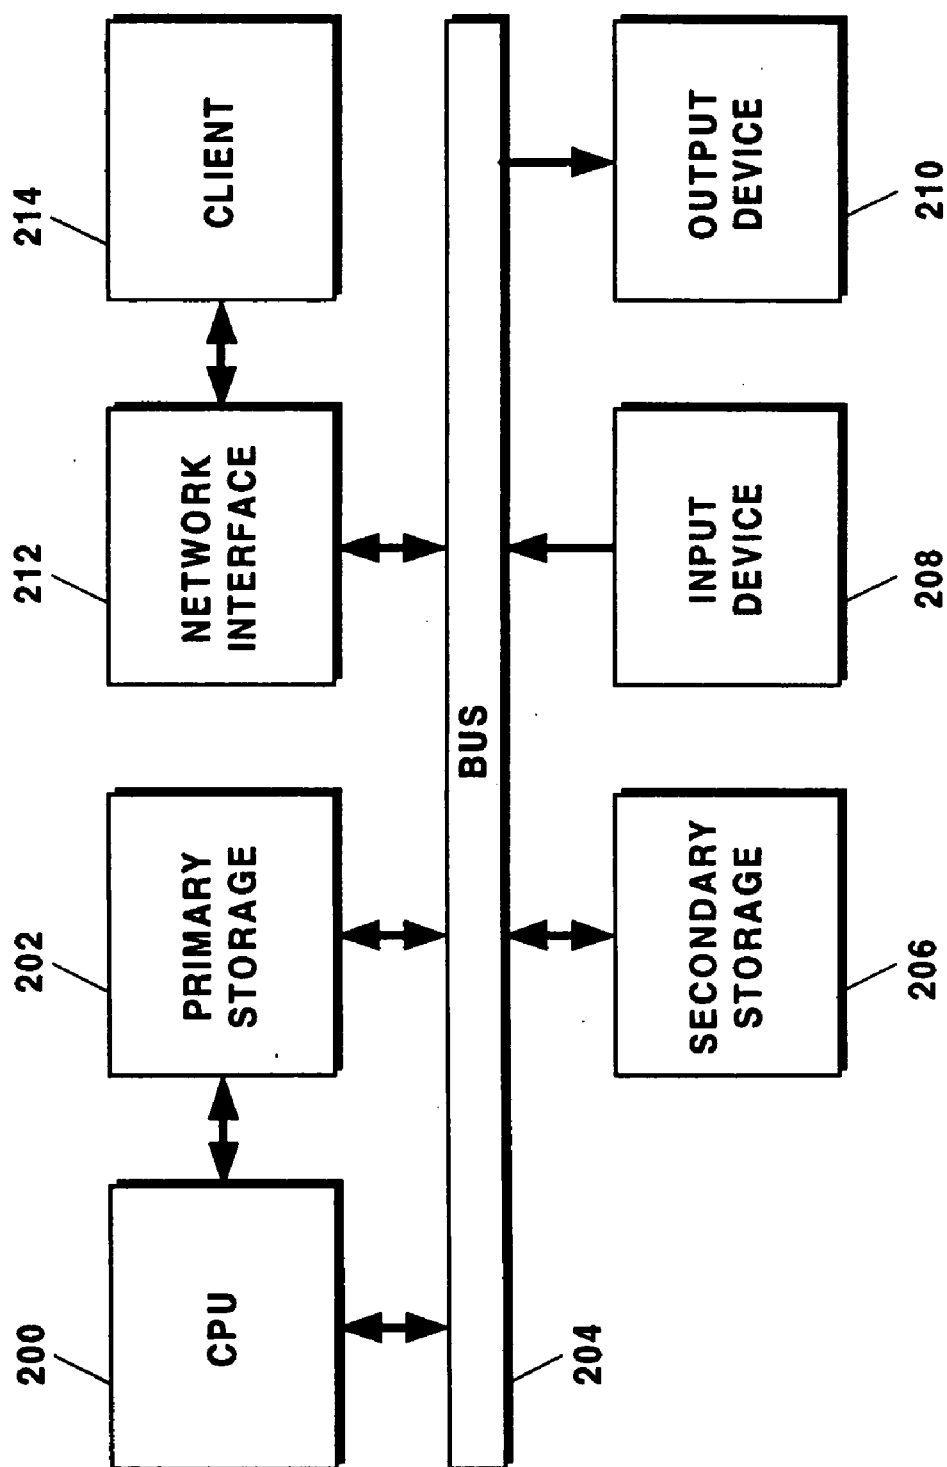 200
202
212
214
CPU
PRIMARY
STORAGE
NETWORK
INTERFACE
CLIENT
BUS
204
SECONDARY
STORAGE
INPUT
DEVICE
OUTPUT
DEVICE
206
208
210